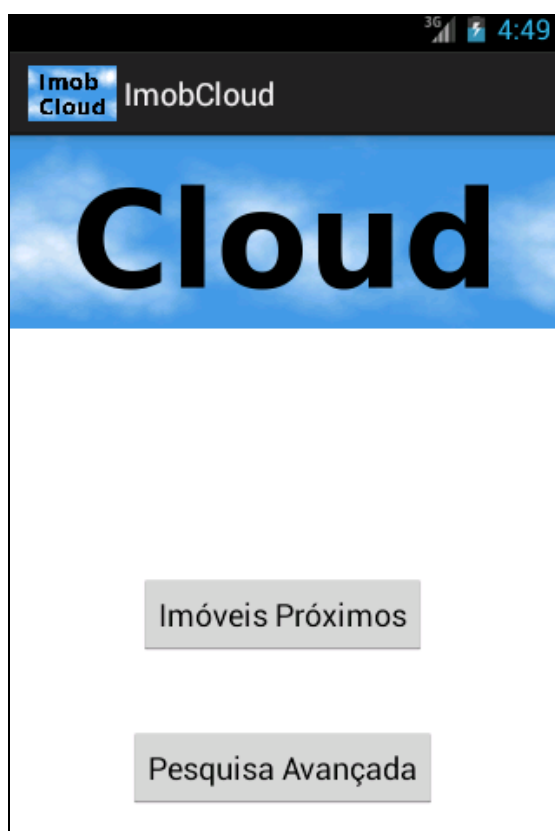 3G 4:49
Imob
Cloud
ImobCloud
Cloud
Imóveis Próximos
Pesquisa Avançada